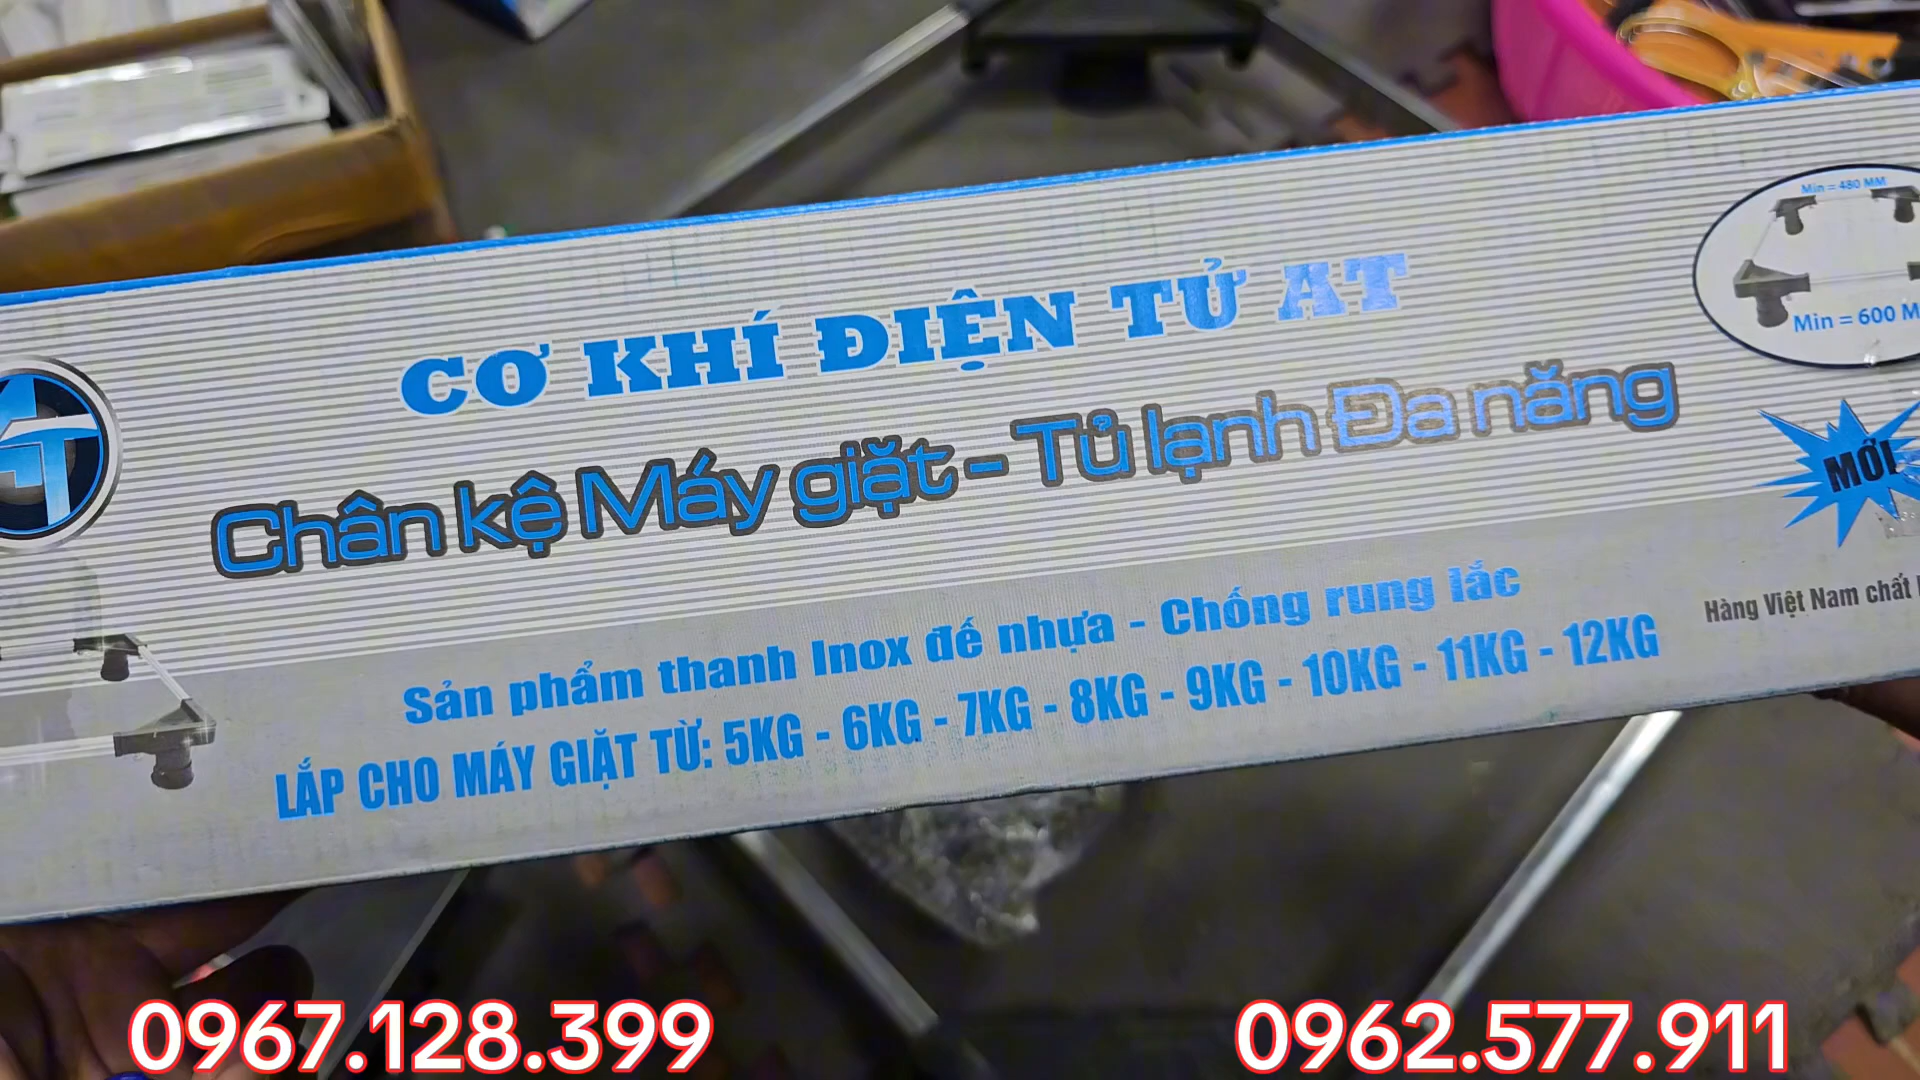 Min = 480 MM
CƠ KHÍ ĐIỆN TỬ AT
Min = 600
Chân kệ Máy giặt - Tủ lạnh Đa năng
MỚI
Sản phẩm thanh Inox đế nhựa - Chống rung lắc
Hàng Việt Nam chất
LẮP CHO MÁY GIẶT TỪ: 5KG - 6KG - 7KG - 8KG - 9KG - 10KG - 11KG - 12KG
0967.128.399
0962.577.911